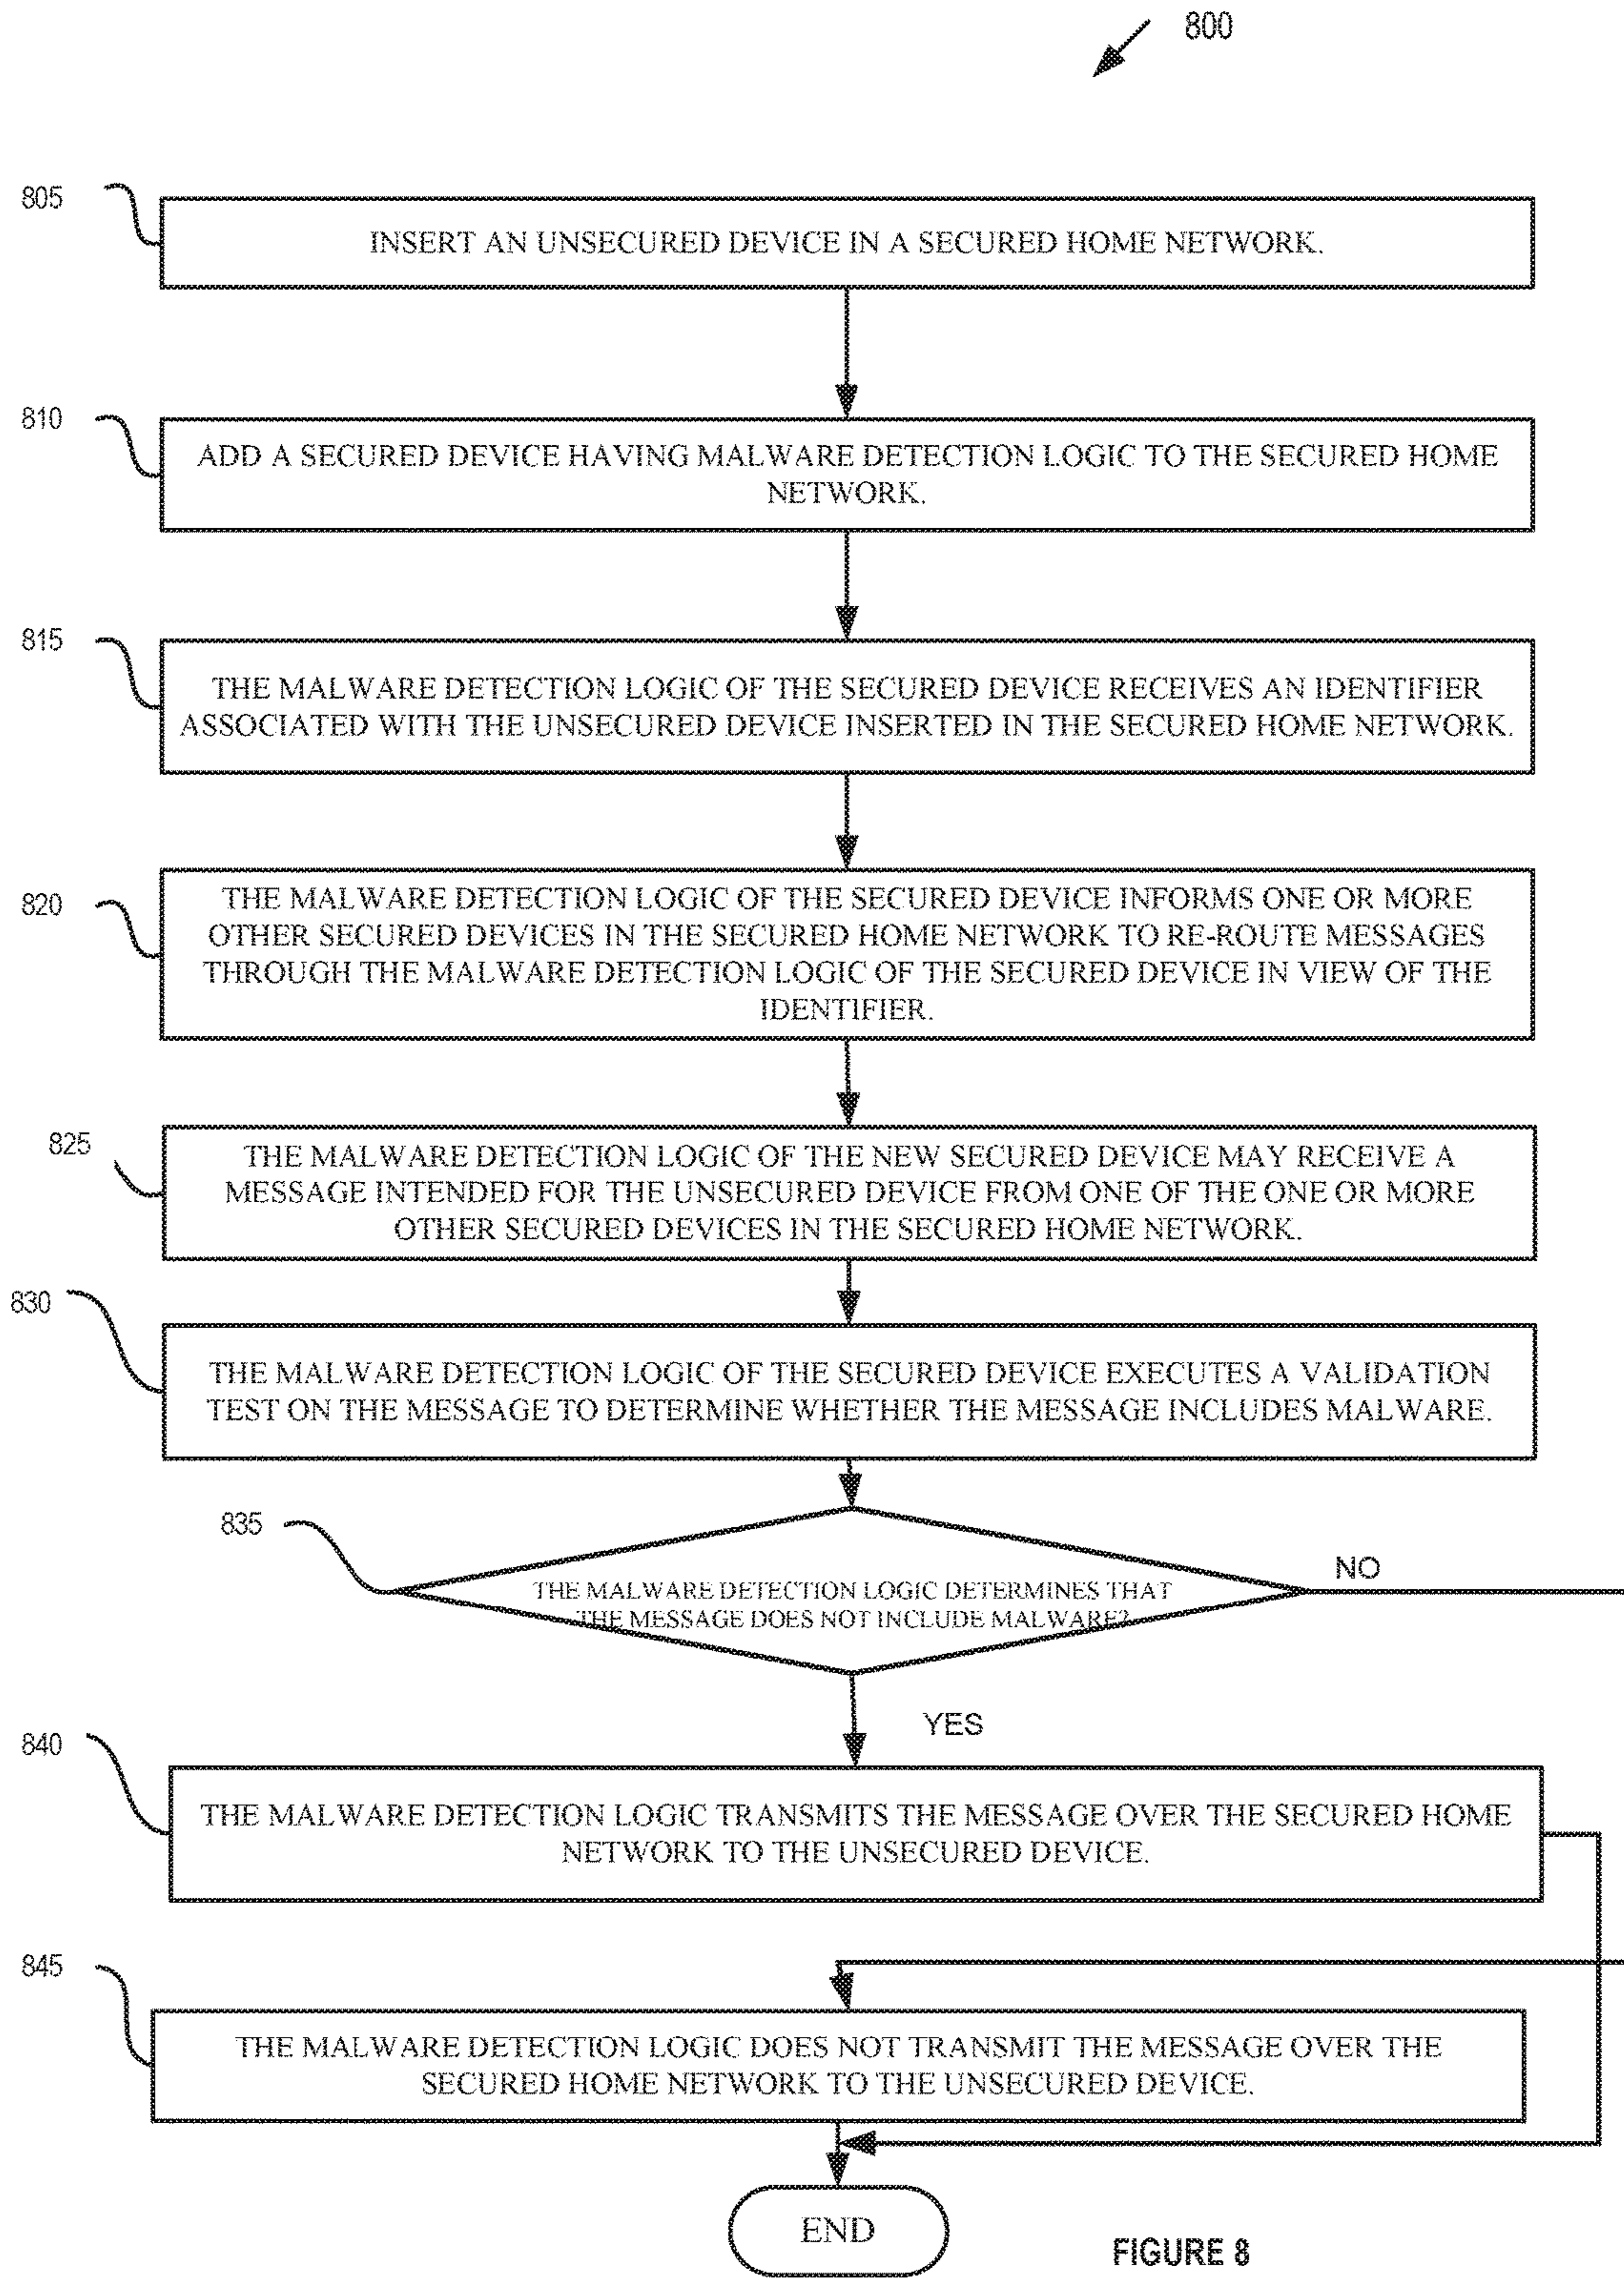 800
805
INSERT AN UNSECURED DEVICE IN A SECURED HOME NETWORK.
810
ADD A SECURED DEVICE HAVING MALWARE DETECTION LOGIC TO THE SECURED HOME
NETWORK.
815
THE MALWARE DETECTION LOGIC OF THE SECURED DEVICE RECEIVES AN IDENTIFIER
ASSOCIATED WITH THE UNSECURED DEVICE INSERTED IN THE SECURED HOME NETWORK.
820
THE MALWARE DETECTION LOGIC OF THE SECURED DEVICE INFORMS ONE OR MORE
OTHER SECURED DEVICES IN THE SECURED HOME NETWORK TO RE-ROUTE MESSAGES
THROUGH THE MALWARE DETECTION LOGIC OF THE SECURED DEVICE IN VIEW OF THE
IDENTIFIER.
825
THE MALWARE DETECTION LOGIC OF THE NEW SECURED DEVICE MAY RECEIVE A
MESSAGE INTENDED FOR THE UNSECURED DEVICE FROM ONE OF THE ONE OR MORE
OTHER SECURED DEVICES IN THE SECURED HOME NETWORK.
830
THE MALWARE DETECTION LOGIC OF THE SECURED DEVICE EXECUTES A VALIDATION
TEST ON THE MESSAGE TO DETERMINE WHETHER THE MESSAGE INCLUDES MALWARE.
835
THE MALWARE DETECTION LOGIC DETERMINES THAT
THE MESSAGE DOES NOT INCLUDE MALWARE?
NO
YES
840
THE MALWARE DETECTION LOGIC TRANSMITS THE MESSAGE OVER THE SECURED HOME
NETWORK TO THE UNSECURED DEVICE.
845
THE MALWARE DETECTION LOGIC DOES NOT TRANSMIT THE MESSAGE OVER THE
SECURED HOME NETWORK TO THE UNSECURED DEVICE.
END
FIGURE 8